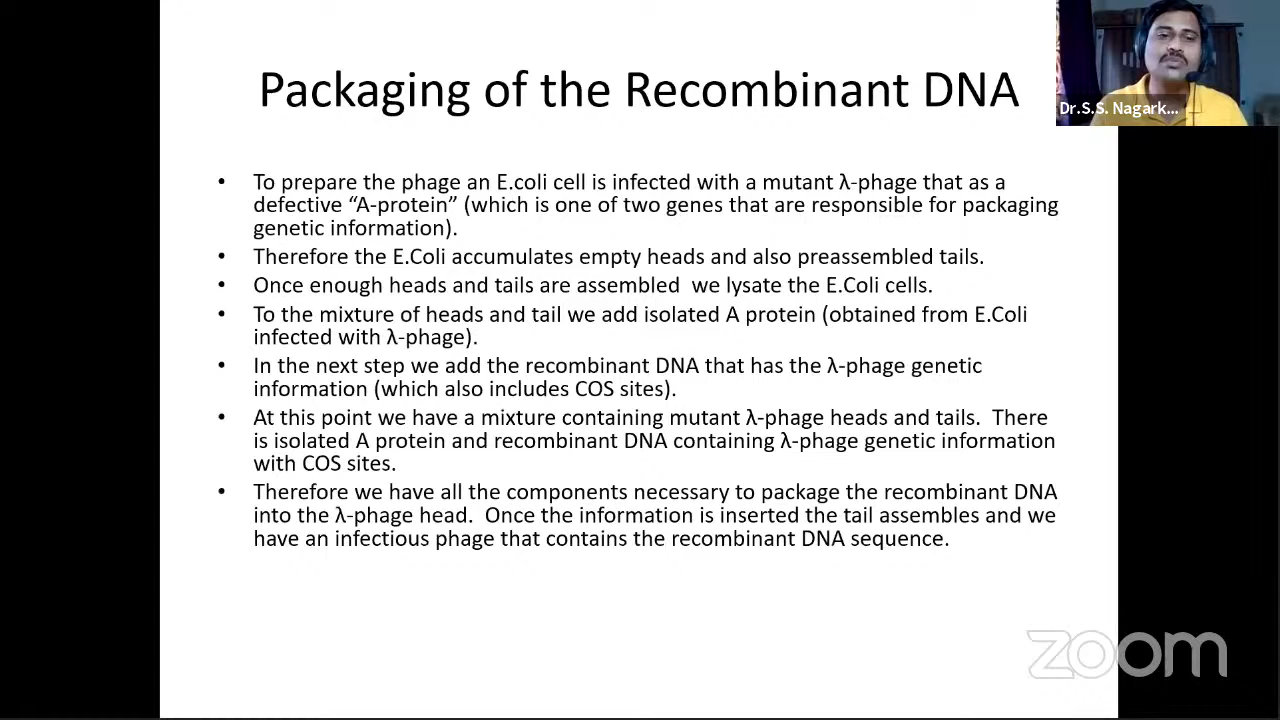 Packaging of the Recombinant DNA
Dr.S.S. Nagark...
• To prepare the phage an E.coli cell is infected with a mutant λ-phage that as a
defective “A-protein” (which is one of two genes that are responsible for packaging
genetic information).
• Therefore the E.Coli accumulates empty heads and also preassembled tails.
• Once enough heads and tails are assembled  we lysate the E.Coli cells.
• To the mixture of heads and tail we add isolated A protein (obtained from E.Coli
infected with λ-phage).
• In the next step we add the recombinant DNA that has the λ-phage genetic
information (which also includes COS sites).
• At this point we have a mixture containing mutant λ-phage heads and tails.  There
is isolated A protein and recombinant DNA containing λ-phage genetic information
with COS sites.
• Therefore we have all the components necessary to package the recombinant DNA
into the λ-phage head.  Once the information is inserted the tail assembles and we
have an infectious phage that contains the recombinant DNA sequence.
zoom